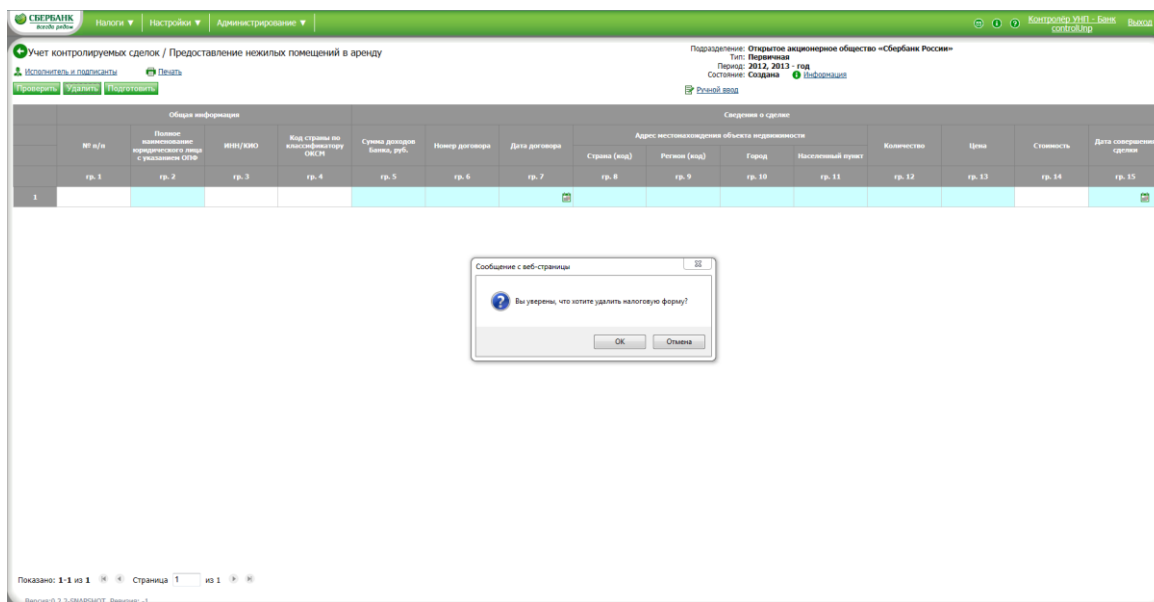 СБЕРБАНК
Всегда рядом
Налоги ▼
Настройки ▼
Администрирование ▼
Контролёр УНП - Банк
controlUnp
Выход
Учет контролируемых сделок / Предоставление нежилых помещений в аренду
Подразделение: Открытое акционерное общество «Сбербанк России»
Тип: Первичная
Период: 2012, 2013 - год
Состояние: Создана
Информация
Исполнитель и подписанты
Печать
Проверить
Удалить
Подготовить
Ручной ввод
Общая информация
Сведения о сделке
№ п/п
Полное
наименование
юридического лица
с указанием ОПФ
ИНН/КИО
Код страны по
классификатору
ОКСМ
Сумма доходов
Банка, руб.
Номер договора
Дата договора
Адрес местонахождения объекта недвижимости
Страна (код)
Регион (код)
Город
Населенный пункт
Количество
Цена
Стоимость
Дата совершени
сделки
гр. 1
гр. 2
гр. 3
гр. 4
гр. 5
гр. 6
гр. 7
гр. 8
гр. 9
гр. 10
гр. 11
гр. 12
гр. 13
гр. 14
гр. 15
1
Сообщение с веб-страницы
Вы уверены, что хотите удалить налоговую форму?
ОК
Отмена
Показано: 1-1 из 1
Страница 1 из 1